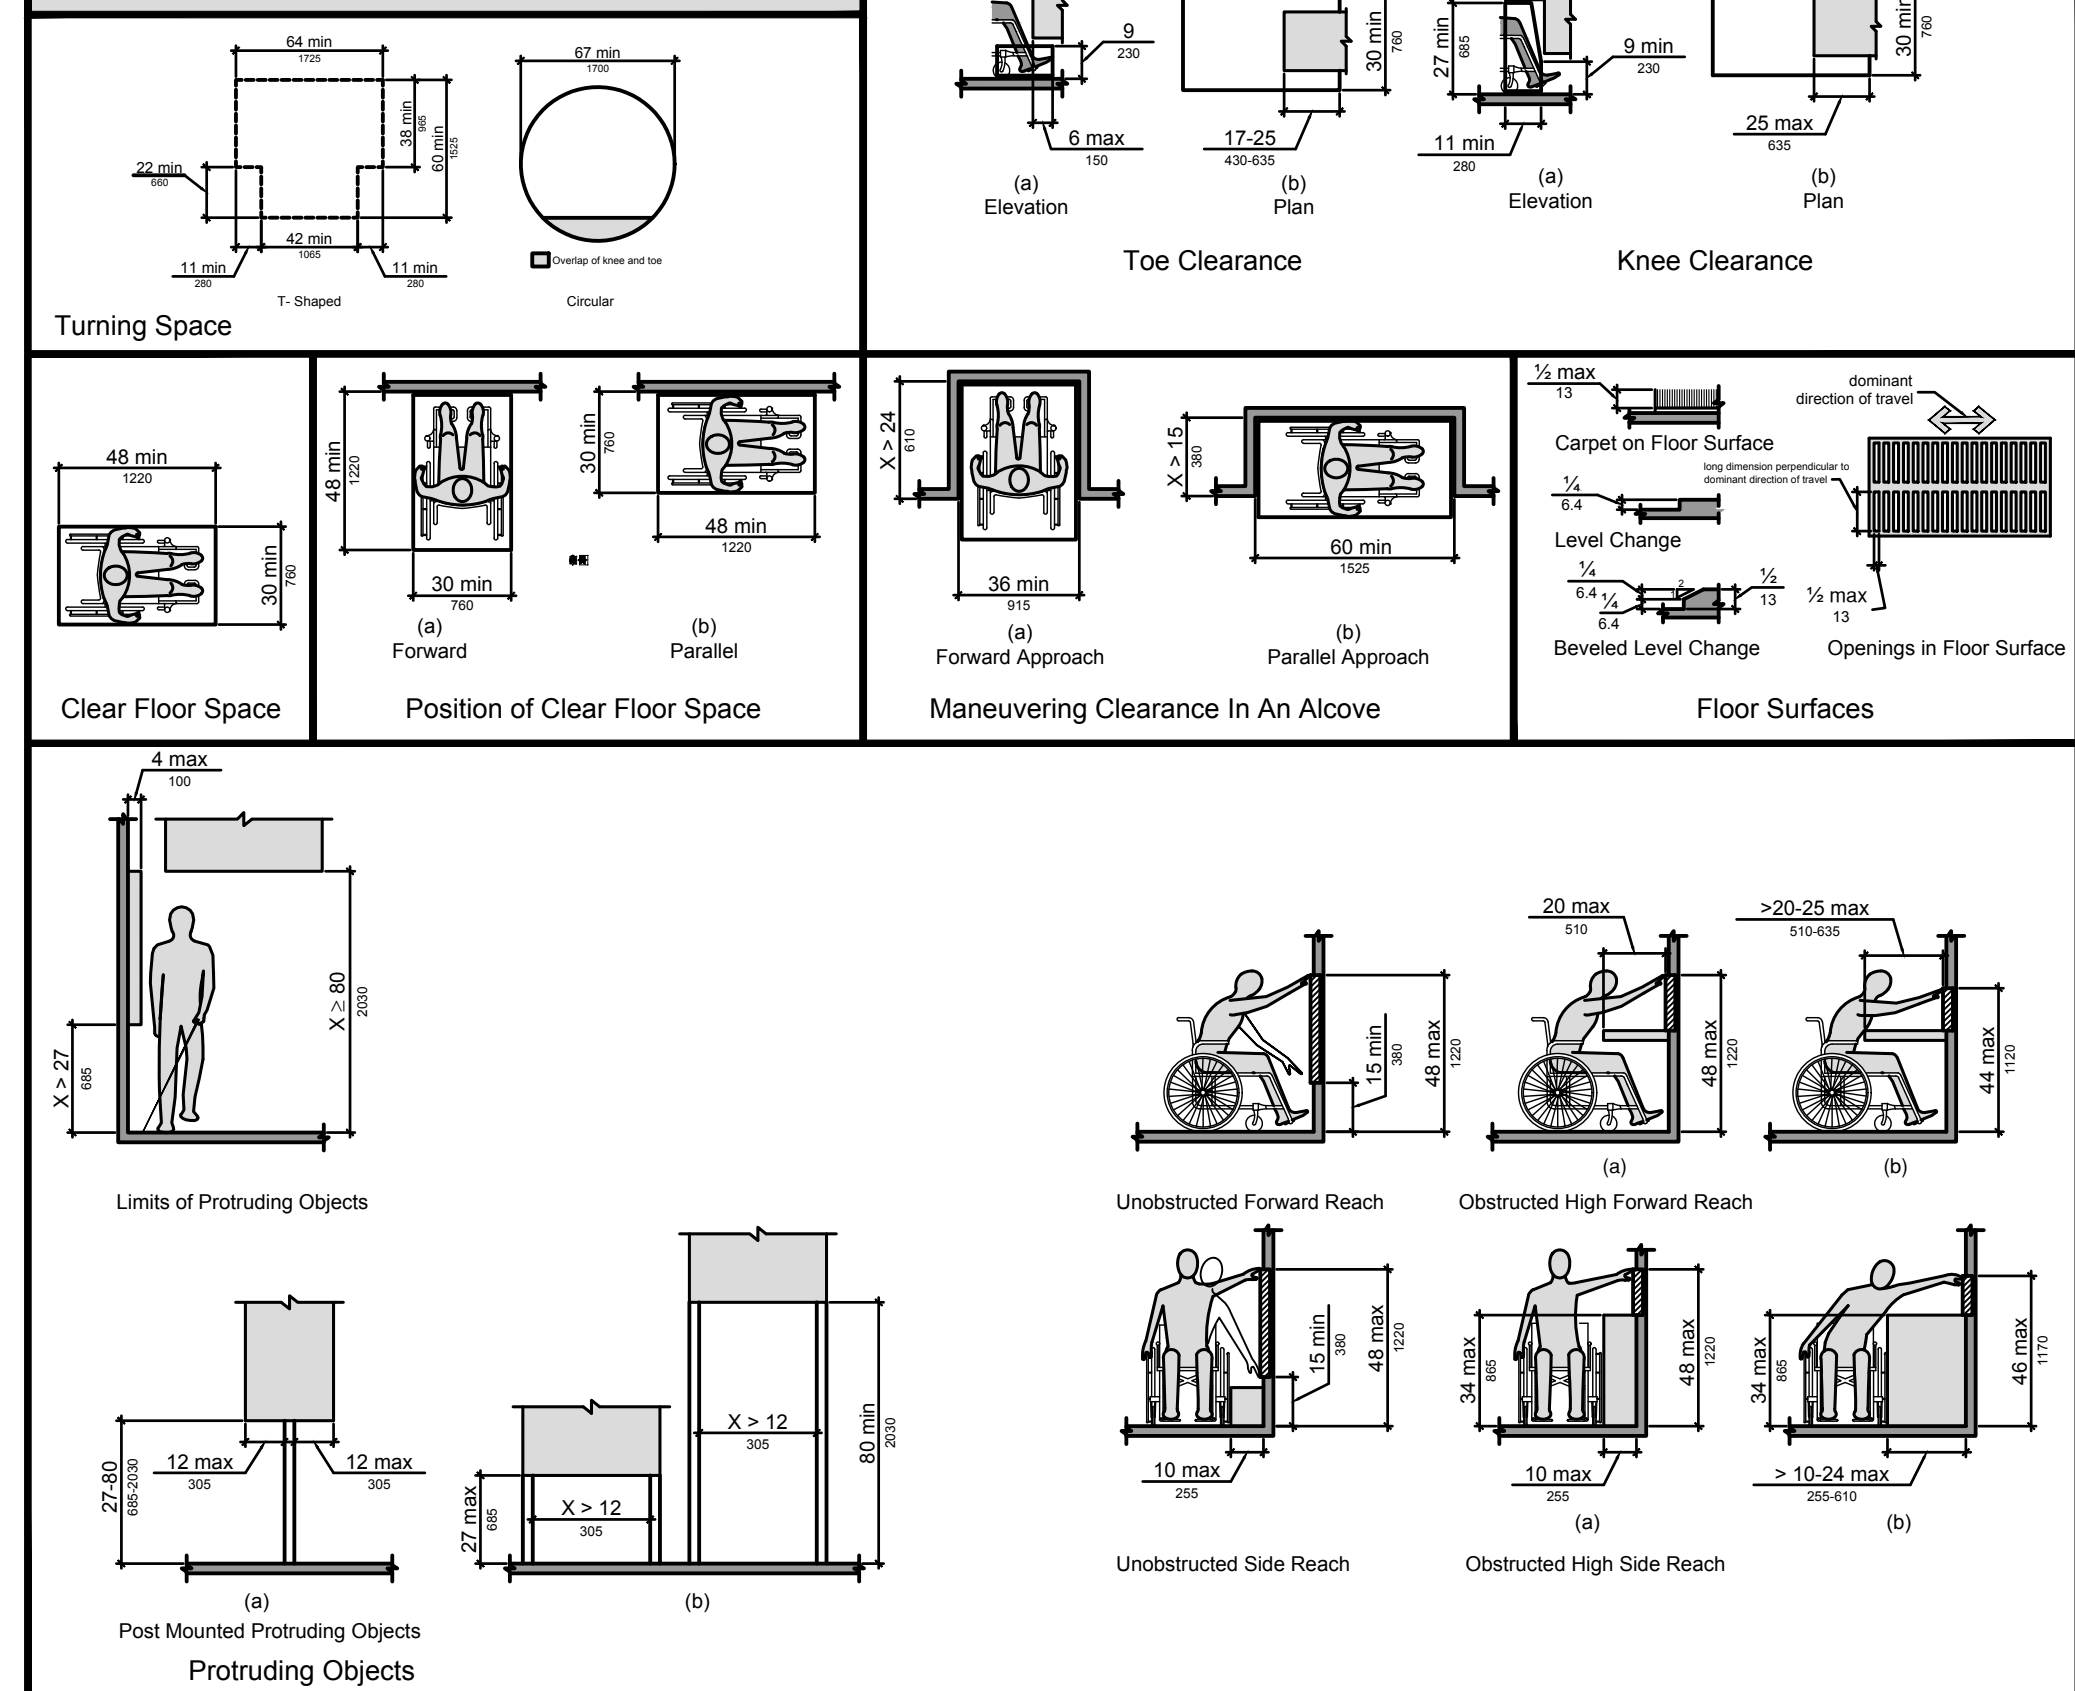 64 min
1725
38 min
965
60 min
1525
22 min
660
42 min
1065
11 min
280
11 min
280
T- Shaped
67 min
1700
Overlap of knee and toe
Circular
Turning Space
9
230
6 max
150
(a)
Elevation
30 min
760
17-25
430-635
(b)
Plan
Toe Clearance
27 min
685
9 min
230
11 min
280
(a)
Elevation
30 min
760
25 max
635
(b)
Plan
Knee Clearance
48 min
1220
30 min
760
Clear Floor Space
48 min
1220
30 min
760
(a)
Forward
30 min
760
48 min
1220
(b)
Parallel
Position of Clear Floor Space
X > 24
610
36 min
915
(a)
Forward Approach
X > 15
380
60 min
1525
(b)
Parallel Approach
Maneuvering Clearance In An Alcove
½ max
13
Carpet on Floor Surface
¼
6.4
Level Change
¼
6.4
¼
6.4
2
1
½
13
Beveled Level Change
dominant
direction of travel
long dimension perpendicular to
dominant direction of travel
½ max
13
Openings in Floor Surface
Floor Surfaces
4 max
100
X > 27
685
X ≥ 80
2030
Limits of Protruding Objects
27-80
685-2030
12 max
305
12 max
305
(a)
Post Mounted Protruding Objects
27 max
685
X > 12
305
X > 12
305
80 min
2030
(b)
Protruding Objects
15 min
380
48 max
1220
Unobstructed Forward Reach
20 max
510
48 max
1220
(a)
>20-25 max
510-635
44 max
1120
(b)
Obstructed High Forward Reach
15 min
380
48 max
1220
10 max
255
Unobstructed Side Reach
34 max
865
48 max
1220
10 max
255
(a)
34 max
865
46 max
1170
> 10-24 max
255-610
(b)
Obstructed High Side Reach